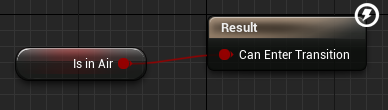 Result
Is in Air
Can Enter Transition